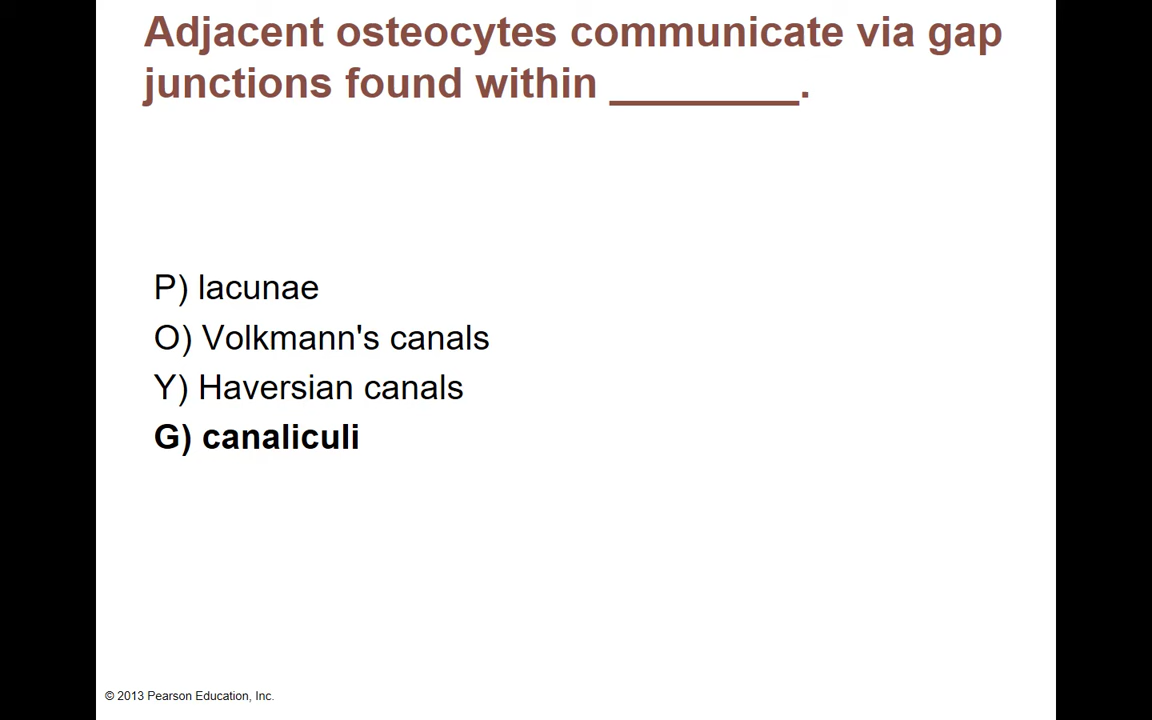 Adjacent osteocytes communicate via gap
junctions found within ________.
P) lacunae
O) Volkmann's canals
Y) Haversian canals
G) canaliculi
© 2013 Pearson Education, Inc.